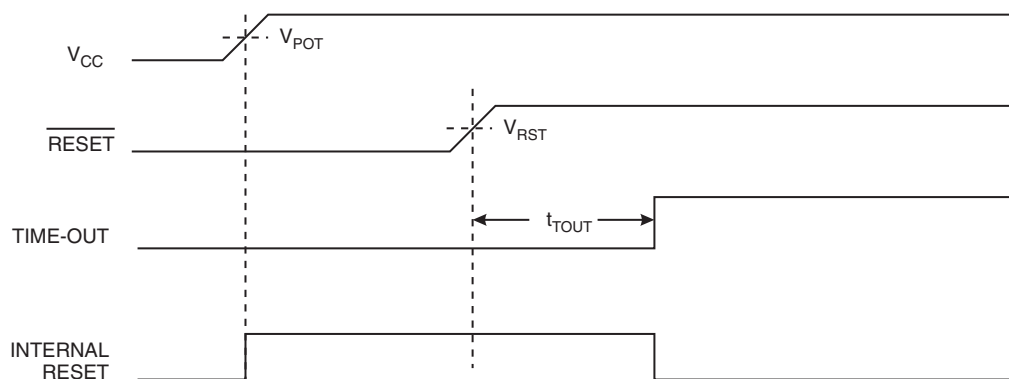 V_POT
V_CC
RESET
V_RST
t_TOUT
TIME-OUT
INTERNAL
RESET